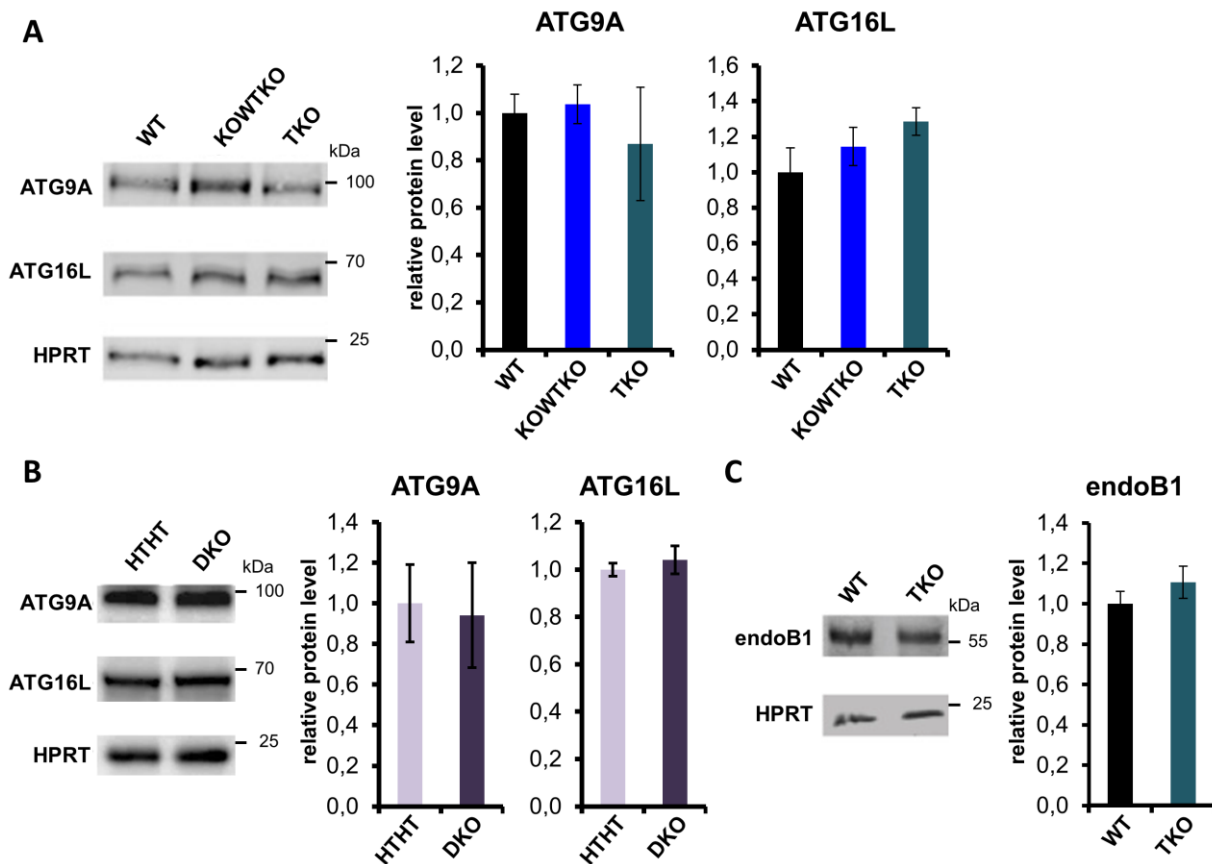 A
WT KOWTKO TKO
kDa
ATG9A 100
ATG16L 70
HPRT 25
ATG9A
relative protein level
1,2
1,0
0,8
0,6
0,4
0,2
0,0
WT KOWTKO TKO
ATG16L
1,6
1,4
1,2
1,0
0,8
0,6
0,4
0,2
0,0
WT KOWTKO TKO
B
HTHT DKO
kDa
ATG9A 100
ATG16L 70
HPRT 25
ATG9A
relative protein level
1,4
1,2
1,0
0,8
0,6
0,4
0,2
0,0
HTHT DKO
ATG16L
1,2
1,0
0,8
0,6
0,4
0,2
0,0
HTHT DKO
C
WT TKO
kDa
endoB1 55
HPRT 25
endoB1
relative protein level
1,4
1,2
1,0
0,8
0,6
0,4
0,2
0,0
WT TKO